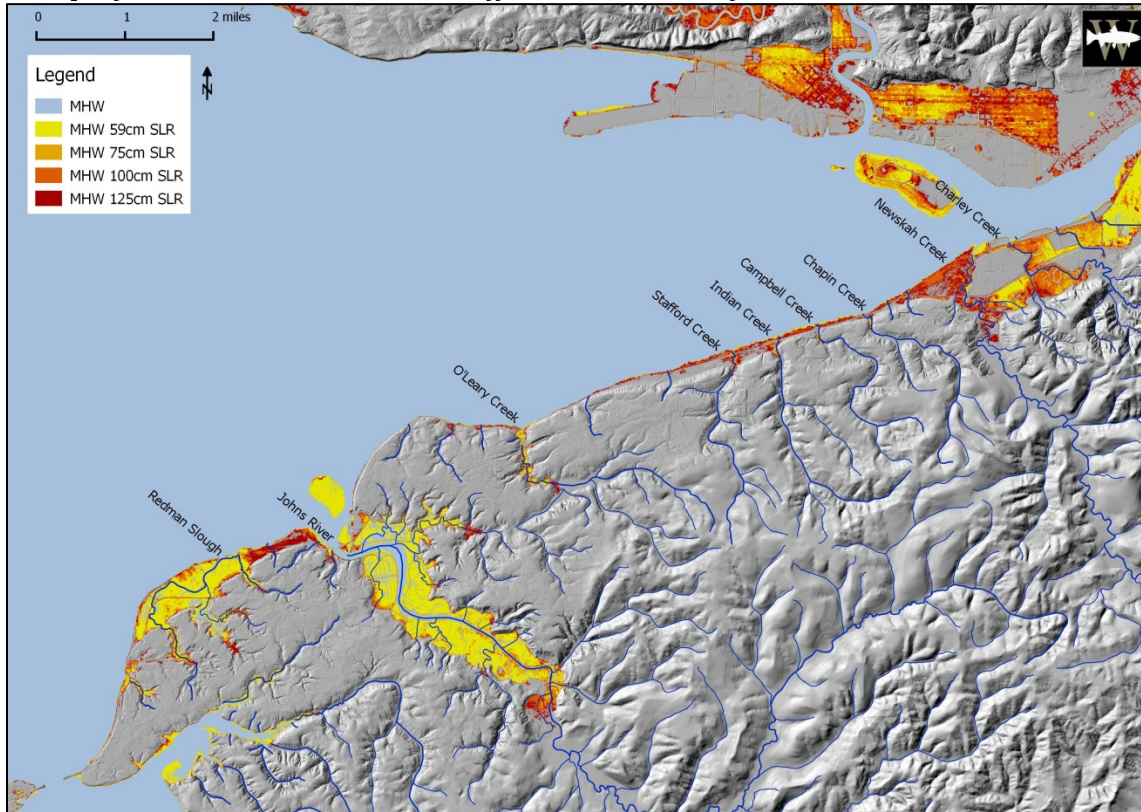 0 1 2 miles
Legend
N
MHW
MHW 59cm SLR
MHW 75cm SLR
MHW 100cm SLR
MHW 125cm SLR
W
Charley Creek
Newskah Creek
Chapin Creek
Campbell Creek
Indian Creek
Stafford Creek
O'Leary Creek
Johns River
Redman Slough